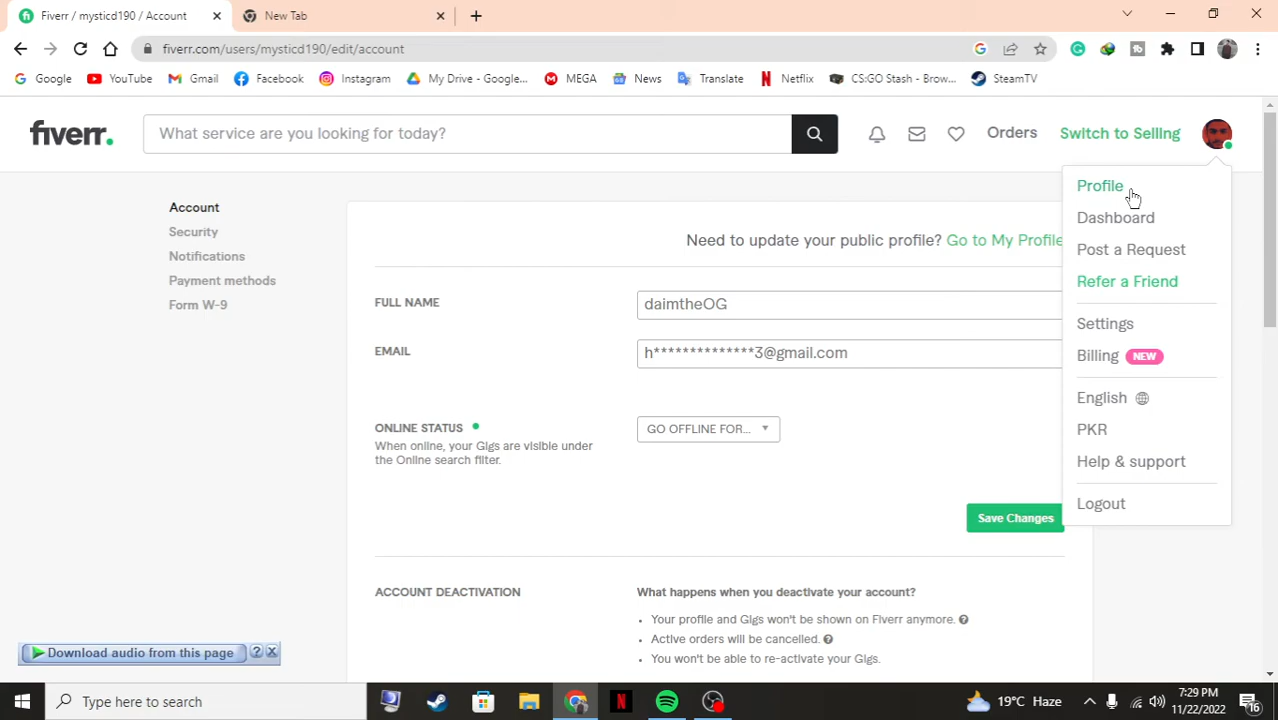 Fiverr / mysticd190 / Account
New Tab
fiverr.com/users/mysticd190/edit/account
Google
YouTube
Gmail
Facebook
Instagram
My Drive - Google...
MEGA
News
Translate
Netflix
CS:GO Stash - Brow...
SteamTV
fiverr.
What service are you looking for today?
Orders
Switch to Selling
Account
Security
Notifications
Payment methods
Form W-9
Need to update your public profile? Go to My Profile
FULL NAME
daimtheOG
EMAIL
h**************3@gmail.com
ONLINE STATUS
When online, your Gigs are visible under
the Online search filter.
GO OFFLINE FOR...
Save Changes
ACCOUNT DEACTIVATION
What happens when you deactivate your account?
• Your profile and Gigs won't be shown on Fiverr anymore. ?
• Active orders will be cancelled. ?
• You won't be able to re-activate your Gigs.
Profile
Dashboard
Post a Request
Refer a Friend
Settings
Billing NEW
English
PKR
Help & support
Logout
Download audio from this page ? X
Type here to search
19°C Haze
7:29 PM
11/22/2022
16